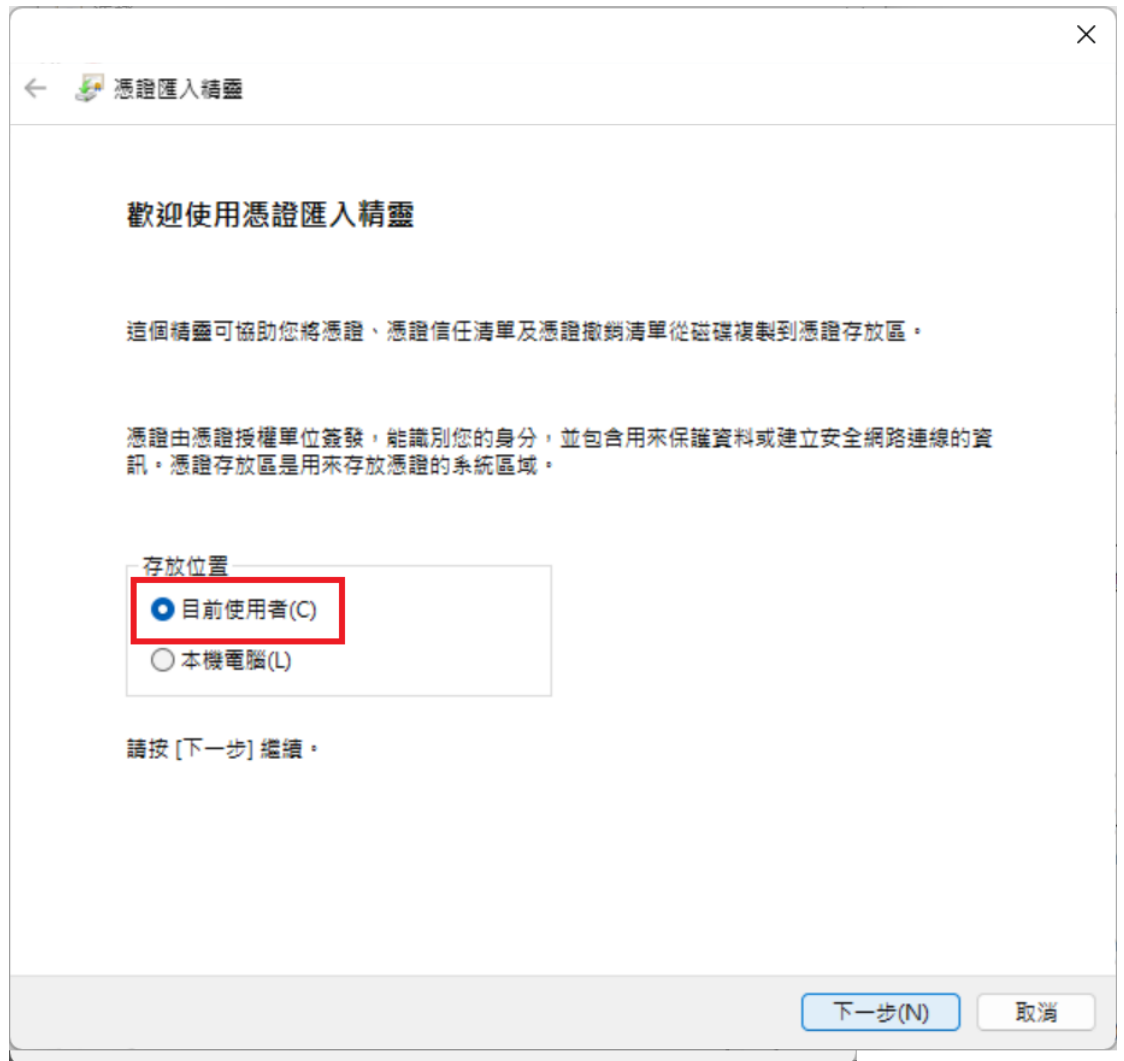 憑證匯入精靈
歡迎使用憑證匯入精靈
這個精靈可協助您將憑證、憑證信任清單及憑證撤銷清單從磁碟複製到憑證存放區。
憑證由憑證授權單位簽發，能識別您的身分，並包含用來保護資料或建立安全網路連線的資
訊。憑證存放區是用來存放憑證的系統區域。
存放位置
目前使用者(C)
本機電腦(L)
請按 [下一步] 繼續。
下一步(N)
取消